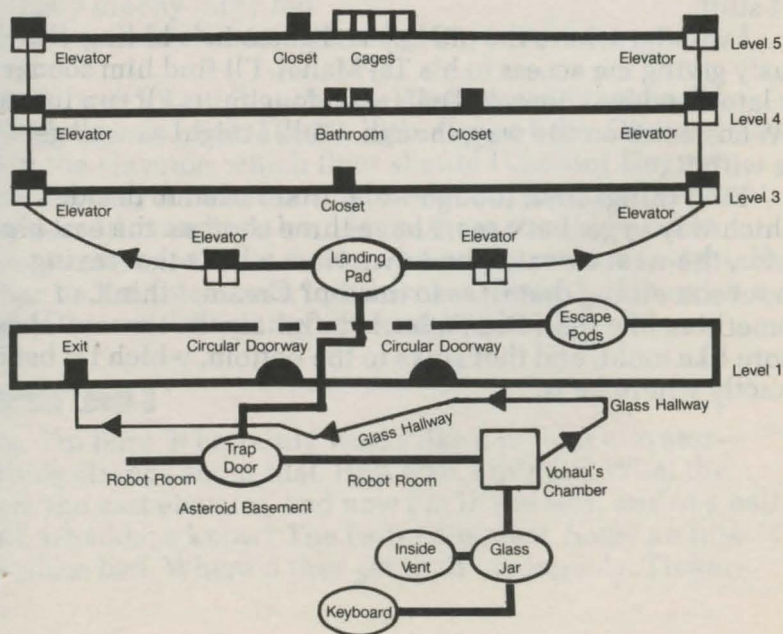 Closet Cages
Elevator Elevator
Level 5
Bathrooms Closet
Elevator Elevator
Level 4
Closet
Elevator Elevator
Level 3
Elevator Elevator
Landing
Pad
Escape
Pods
Exit Circular Doorway Circular Doorway
Level 1
Glass Hallway
Glass Hallway
Trap
Door
Robot Room Robot Room
Vohaul's
Chamber
Asteroid Basement
Inside
Vent
Glass
Jar
Keyboard